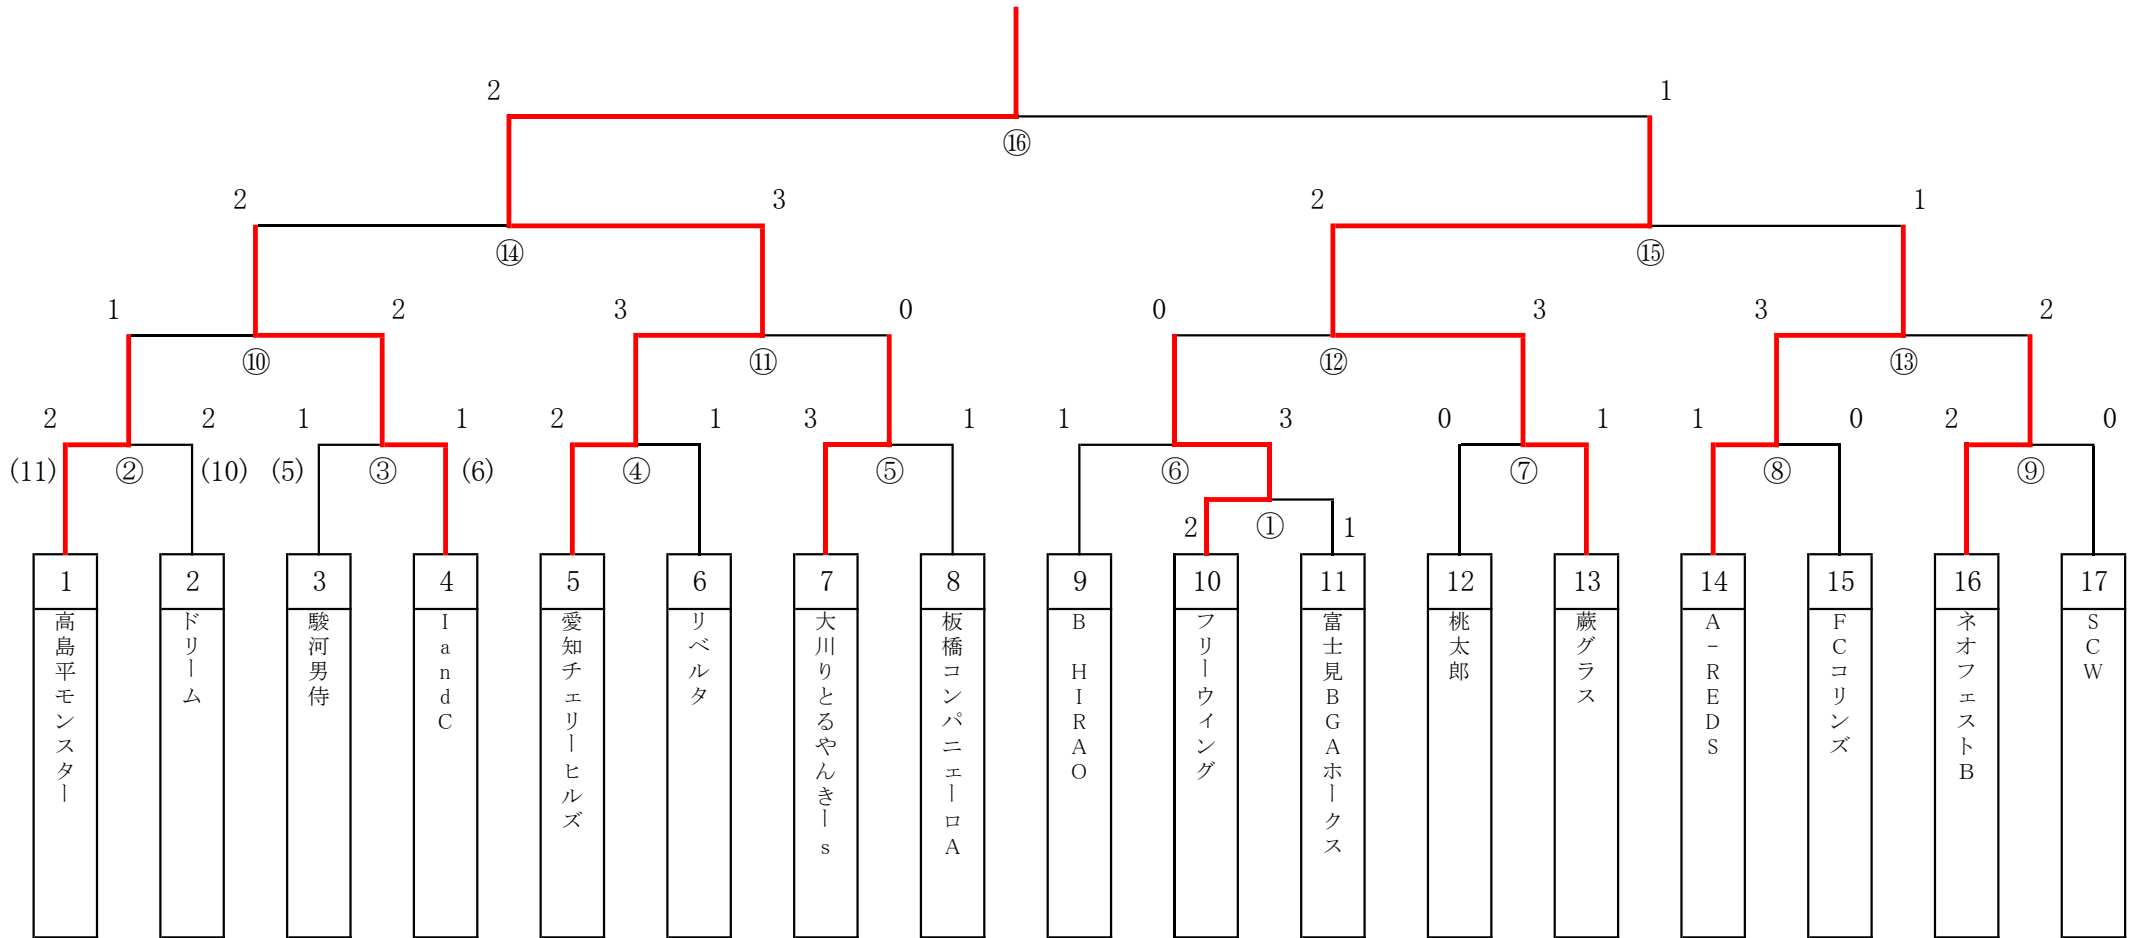 2 1
⑯
2 3 2 1
⑭ ⑮
1 2 3 0 0 3 3 2
⑩ ⑪ ⑫ ⑬
2 2 1 1 2 1 3 1 1 3 0 1 1 0 2 0
(11) ② (10) (5) ③ (6) ④ ⑤ ⑥ ⑦ ⑧ ⑨
2 ① 1
1 2 3 4 5 6 7 8 9 10 11 12 13 14 15 16 17
高島平モンスター
ドリーム
駿河男侍
IandC
愛知チェリーヒルズ
リベルタ
大川りとるやんきーs
板橋コンパニェーロA
B HIRAO
フリーウィング
富士見BGAホークス
桃太郎
蕨グラス
A-REDS
FCコリンズ
ネオフェストB
SCW